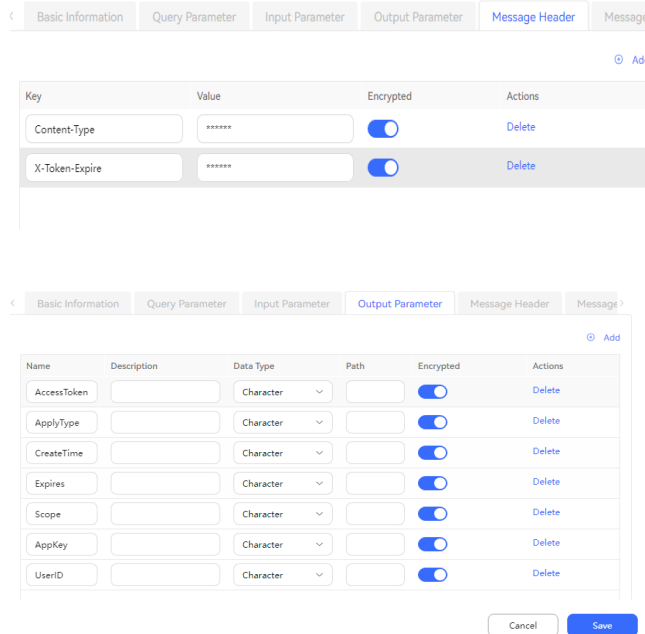 Basic Information Query Parameter Input Parameter Output Parameter Message Header Message
Add
Key Value Encrypted Actions
Content-Type ****** Delete
X-Token-Expire ****** Delete
Basic Information Query Parameter Input Parameter Output Parameter Message Header Message
Add
Name Description Data Type Path Encrypted Actions
AccessToken Character Delete
ApplyType Character Delete
CreateTime Character Delete
Expires Character Delete
Scope Character Delete
AppKey Character Delete
UserID Character Delete
Cancel Save